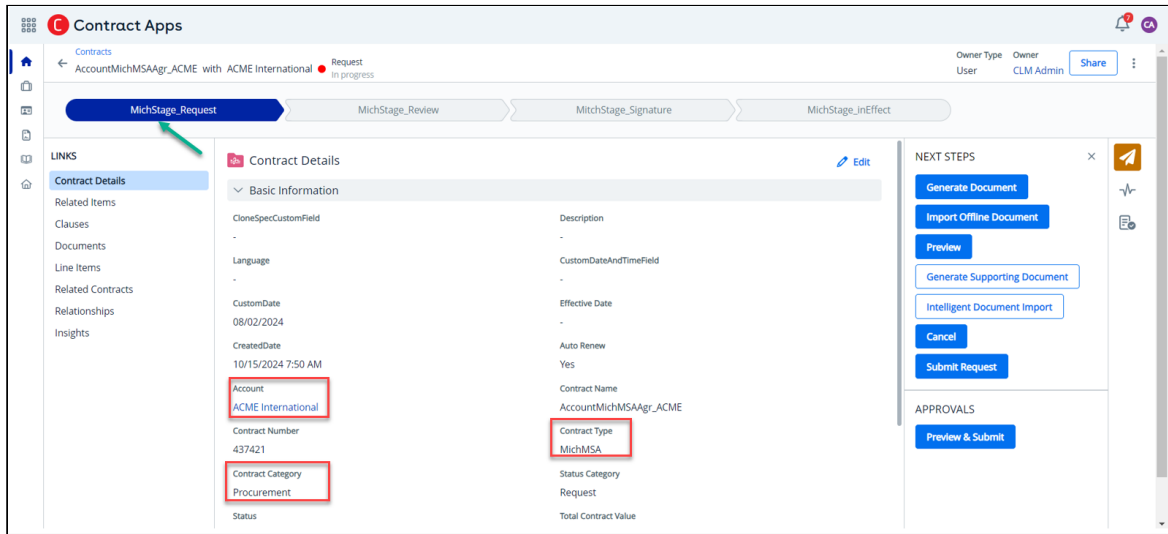 C Contract Apps
7
CA
Contracts
AccountMichMSAAgr_ACME with ACME International
Request
In progress
Owner Type Owner
User CLM Admin
Share
MichStage_Request MichStage_Review MitchStage_Signature MichStage_inEffect
LINKS
Contract Details
Related Items
Clauses
Documents
Line Items
Related Contracts
Relationships
Insights
Contract Details
Edit
Basic Information
CloneSpecCustomField Description
- -
Language CustomDateAndTimeField
- -
CustomDate Effective Date
08/02/2024 -
CreatedDate Auto Renew
10/15/2024 7:50 AM Yes
Account Contract Name
ACME International AccountMichMSAAgr_ACME
Contract Number Contract Type
437421 MichMSA
Contract Category Status Category
Procurement Request
Status Total Contract Value
NEXT STEPS
Generate Document
Import Offline Document
Preview
Generate Supporting Document
Intelligent Document Import
Cancel
Submit Request
APPROVALS
Preview & Submit